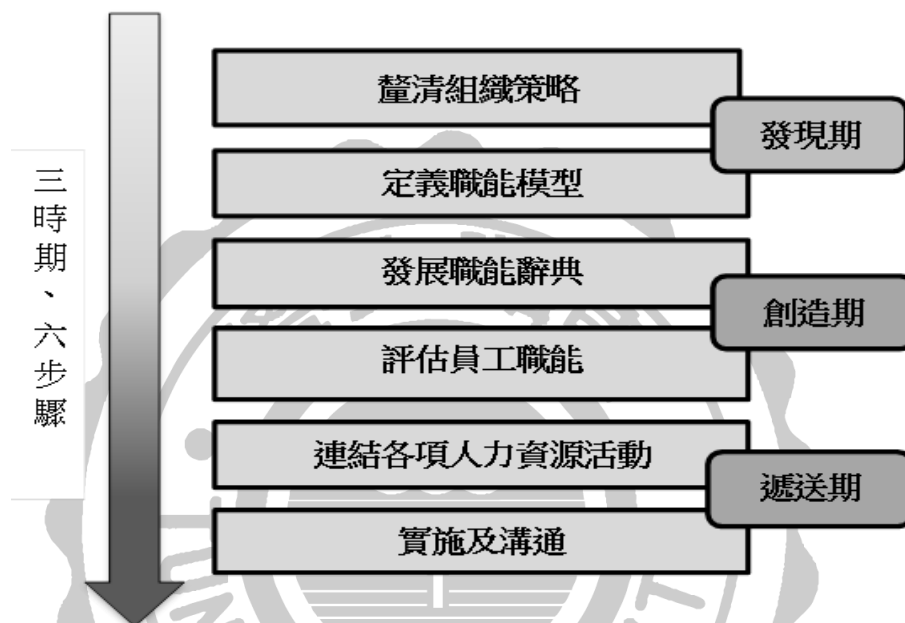 三時期、六步驟
釐清組織策略
發現期
定義職能模型
發展職能辭典
創造期
評估員工職能
連結各項人力資源活動
遞送期
實施及溝通